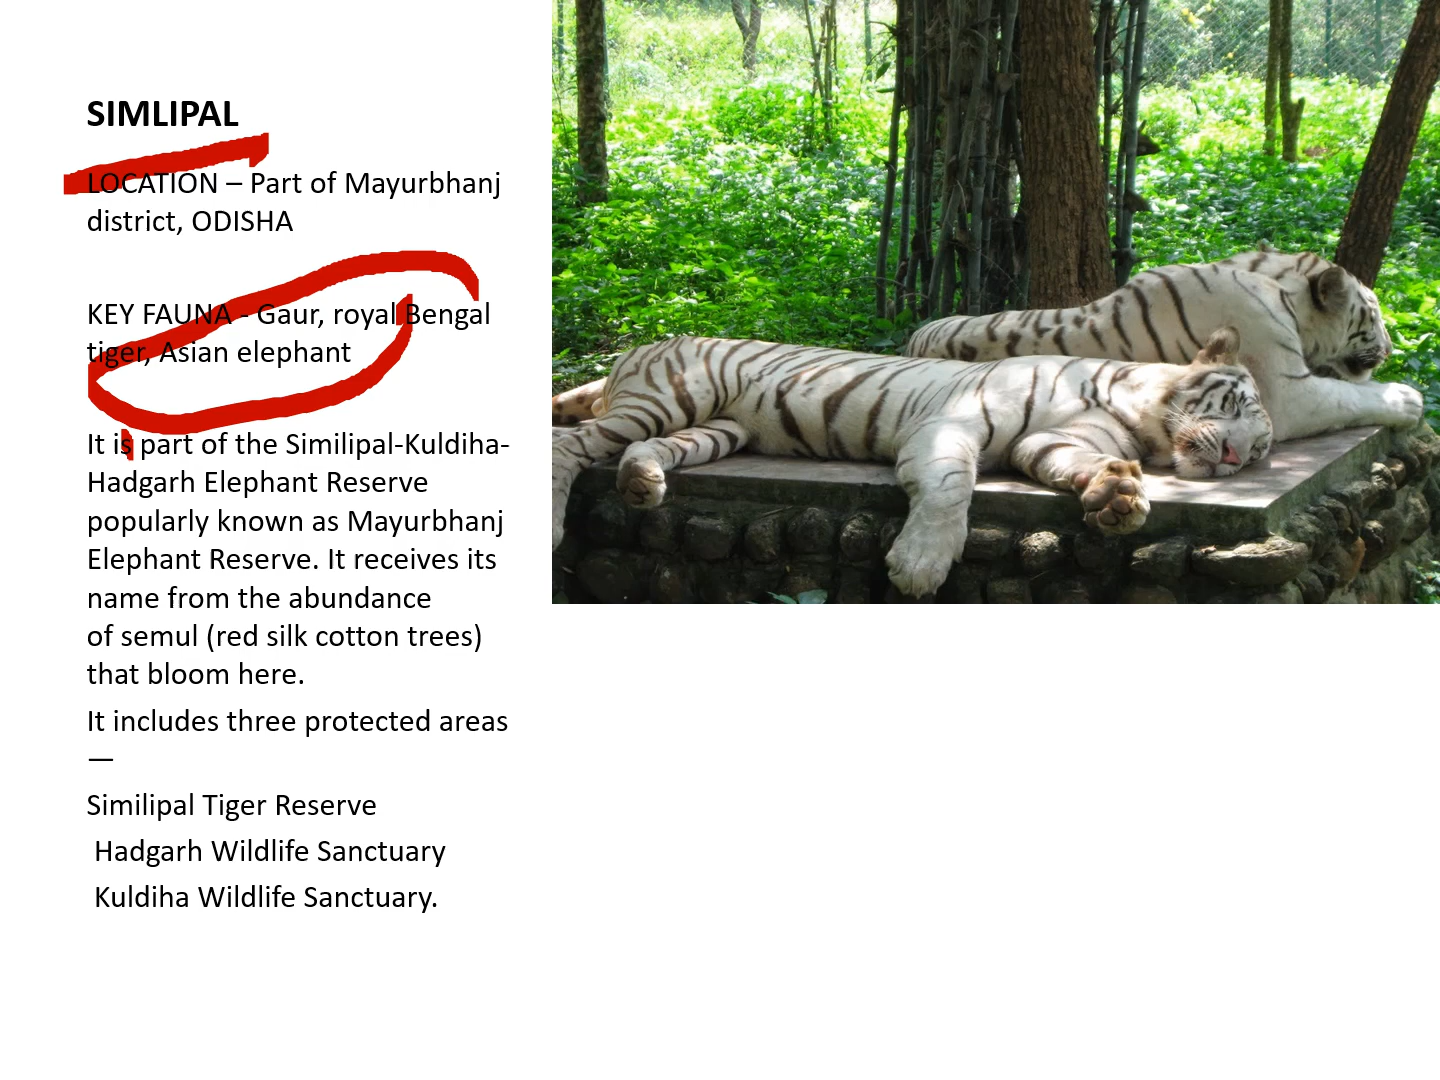 SIMLIPAL
LOCATION – Part of Mayurbhanj
district, ODISHA
KEY FAUNA - Gaur, royal Bengal
tiger, Asian elephant
It is part of the Similipal-Kuldiha-
Hadgarh Elephant Reserve
popularly known as Mayurbhanj
Elephant Reserve. It receives its
name from the abundance
of semul (red silk cotton trees)
that bloom here.
It includes three protected areas
—
Similipal Tiger Reserve
Hadgarh Wildlife Sanctuary
Kuldiha Wildlife Sanctuary.